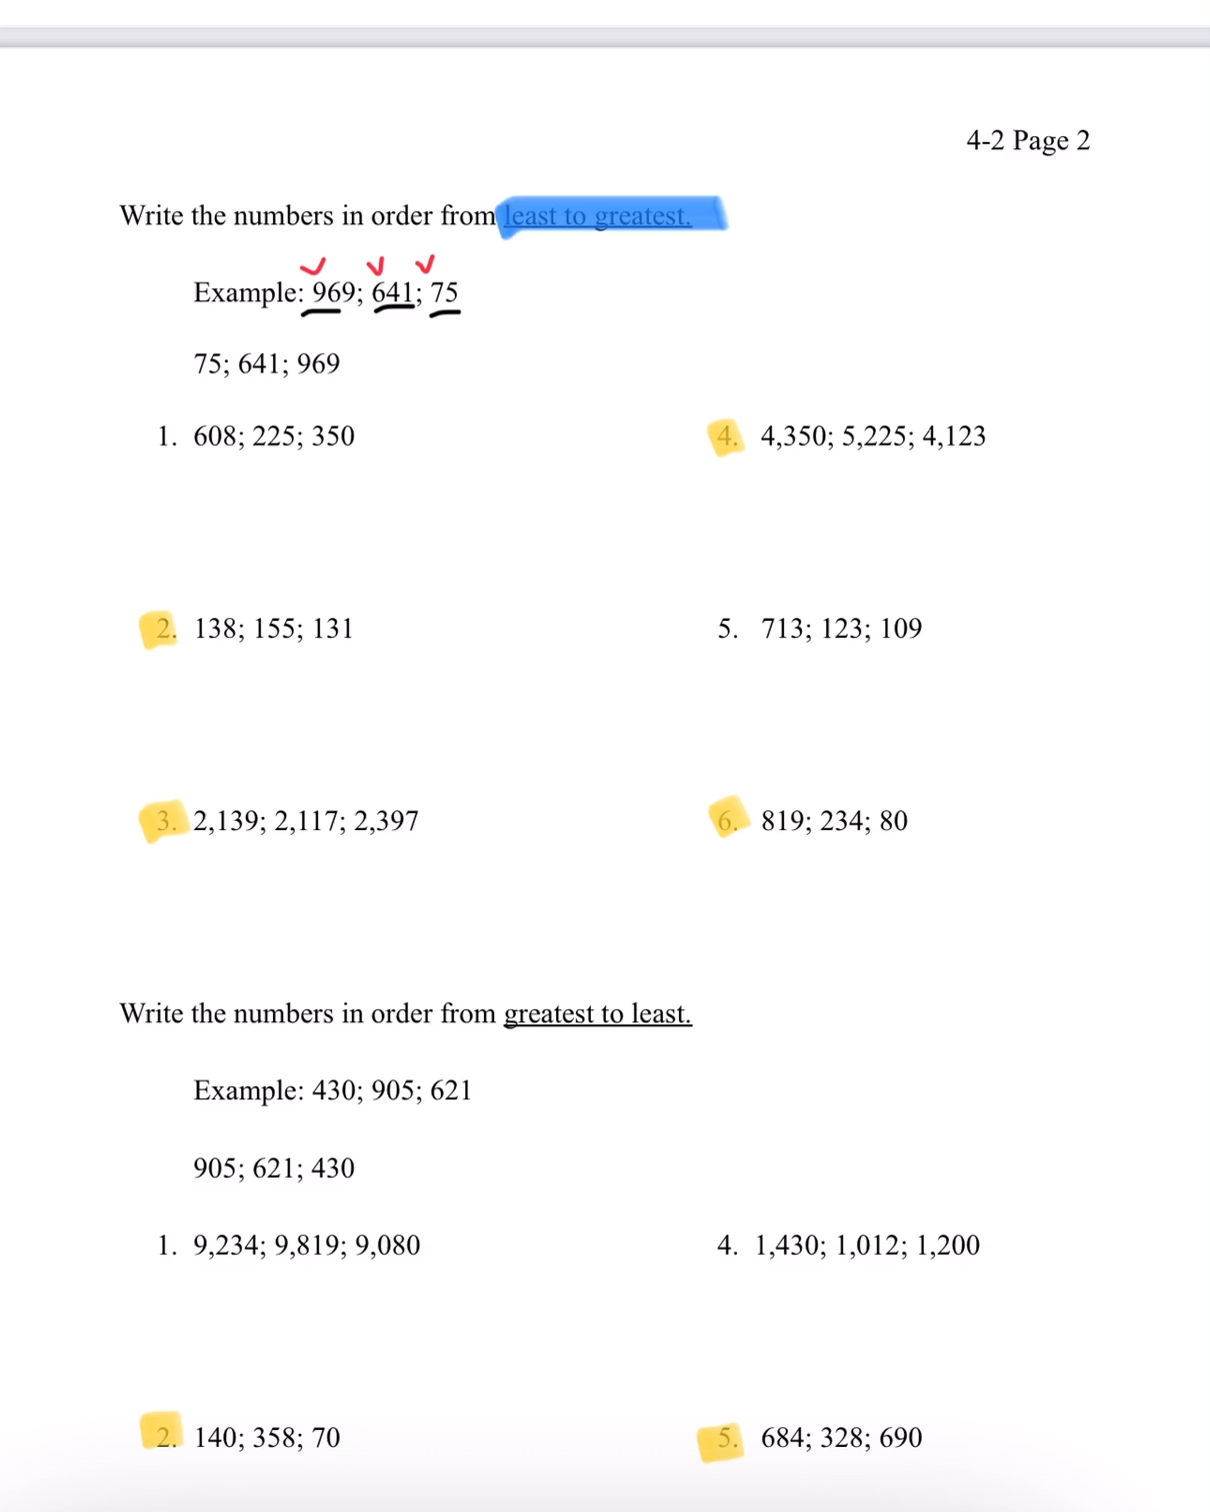 4-2 Page 2
Write the numbers in order from least to greatest.
Example: 969; 641; 75
75; 641; 969
1. 608; 225; 350
4. 4,350; 5,225; 4,123
2. 138; 155; 131
5. 713; 123; 109
3. 2,139; 2,117; 2,397
6. 819; 234; 80
Write the numbers in order from greatest to least.
Example: 430; 905; 621
905; 621; 430
1. 9,234; 9,819; 9,080
4. 1,430; 1,012; 1,200
2. 140; 358; 70
5. 684; 328; 690